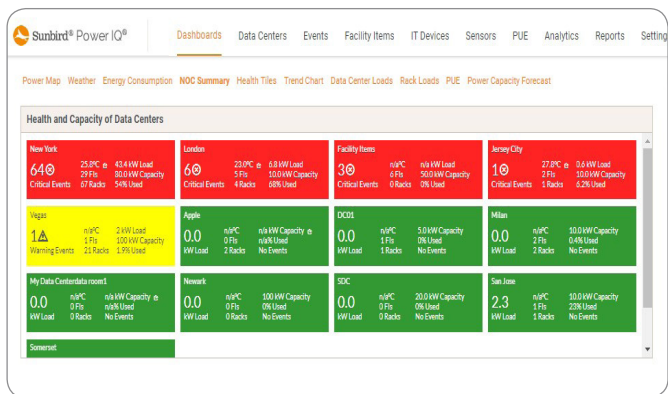 Sunbird® Power IQ®
Dashboards Data Centers Events Facility Items IT Devices Sensors PUE Analytics Reports Setting
Power Map Weather Energy Consumption NOC Summary Health Tiles Trend Chart Data Center Loads Rack Loads PUE Power Capacity Forecast
Health and Capacity of Data Centers
New York
64
Critical Events
25.8ºC
29 FIs
67 Racks
43.4 kW Load
80.0 kW Capacity
54% Used
London
6
Critical Events
23.0ºC
5 FIs
4 Racks
6.8 kW Load
10.0 kW Capacity
68% Used
Facility Items
3
Critical Events
n/aºC
6 FIs
0 Racks
n/a kW Load
50.0 kW Capacity
0% Used
Jersey City
1
Critical Events
27.8ºC
2 FIs
1 Racks
0.6 kW Load
10.0 kW Capacity
6.2% Used
Vegas
1
Warning Events
n/aºC
1 FIs
21 Racks
2 kW Load
100 kW Capacity
1.9% Used
Apple
0.0
kW Load
n/aºC
0 FIs
2 Racks
n/a kW Capacity
n/a% Used
No Events
DC01
0.0
kW Load
n/aºC
1 FIs
1 Racks
5.0 kW Capacity
0% Used
No Events
Milan
0.0
kW Load
n/aºC
0 FIs
2 Racks
10.0 kW Capacity
0.4% Used
No Events
My Data Centerdata room1
0.0
kW Load
n/aºC
0 FIs
0 Racks
n/a kW Capacity
n/a% Used
No Events
Newark
0.0
kW Load
n/aºC
0 FIs
0 Racks
100 kW Capacity
0% Used
No Events
SDC
0.0
kW Load
n/aºC
0 FIs
0 Racks
20.0 kW Capacity
0% Used
No Events
San Jose
2.3
kW Load
n/aºC
1 FIs
1 Racks
10.0 kW Capacity
23% Used
No Events
Somerset